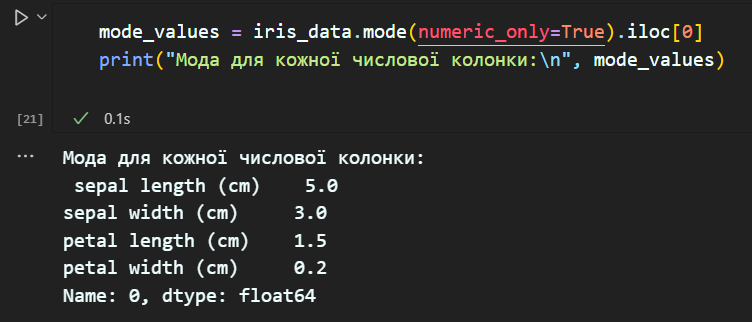 mode_values = iris_data.mode(numeric_only=True).iloc[0]
print("Мода для кожної числової колонки:\n", mode_values)
[21]
0.1s
...
Мода для кожної числової колонки:
 sepal length (cm)    5.0
sepal width (cm)     3.0
petal length (cm)    1.5
petal width (cm)     0.2
Name: 0, dtype: float64